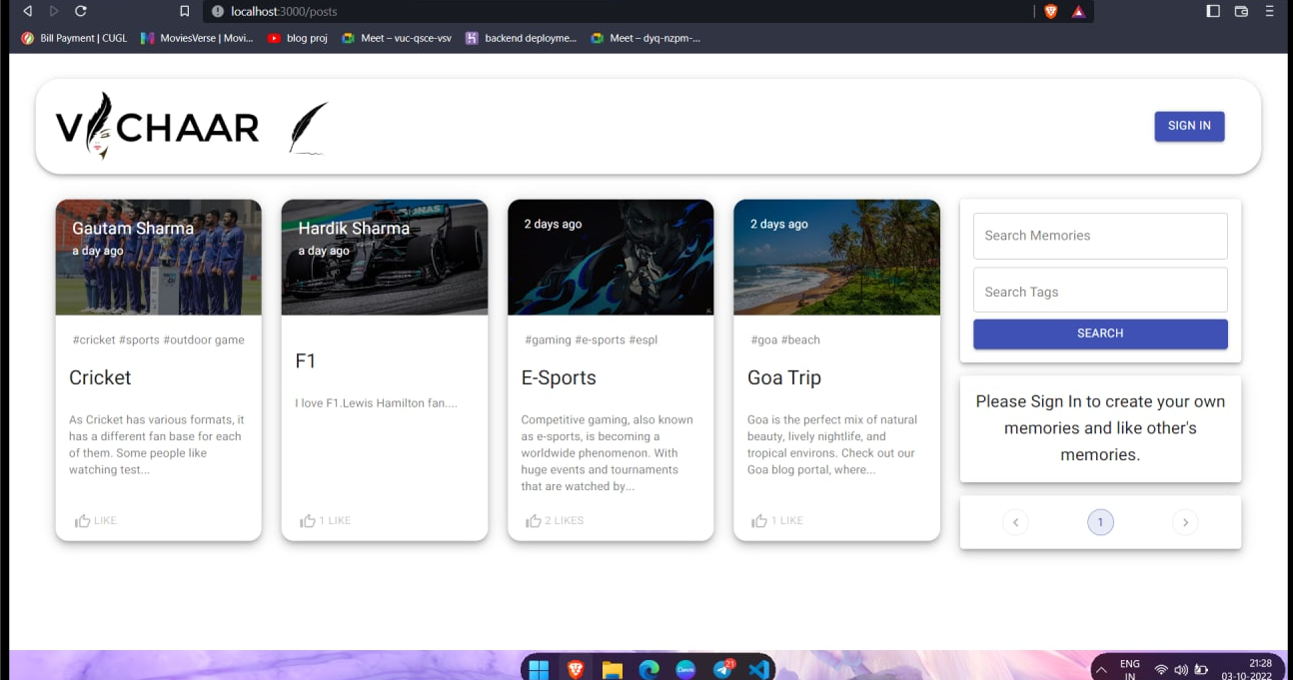 localhost:3000/posts
Bill Payment | CUGL
MoviesVerse | Movi...
blog proj
Meet – vuc-qsce-vsv
backend deployme...
Meet – dyq-nzpm-...
V CHAAR
SIGN IN
Gautam Sharma
a day ago
#cricket #sports #outdoor game
Cricket
As Cricket has various formats, it
has a different fan base for each
of them. Some people like
watching test...
LIKE
Hardik Sharma
a day ago
F1
I love F1.Lewis Hamilton fan....
1 LIKE
2 days ago
#gaming #e-sports #espl
E-Sports
Competitive gaming, also known
as e-sports, is becoming a
worldwide phenomenon. With
huge events and tournaments
that are watched by...
2 LIKES
2 days ago
#goa #beach
Goa Trip
Goa is the perfect mix of natural
beauty, lively nightlife, and
tropical environs. Check out our
Goa blog portal, where...
1 LIKE
Search Memories
Search Tags
SEARCH
Please Sign In to create your own
memories and like other's
memories.
1
21
ENG
IN
21:28
03-10-2022